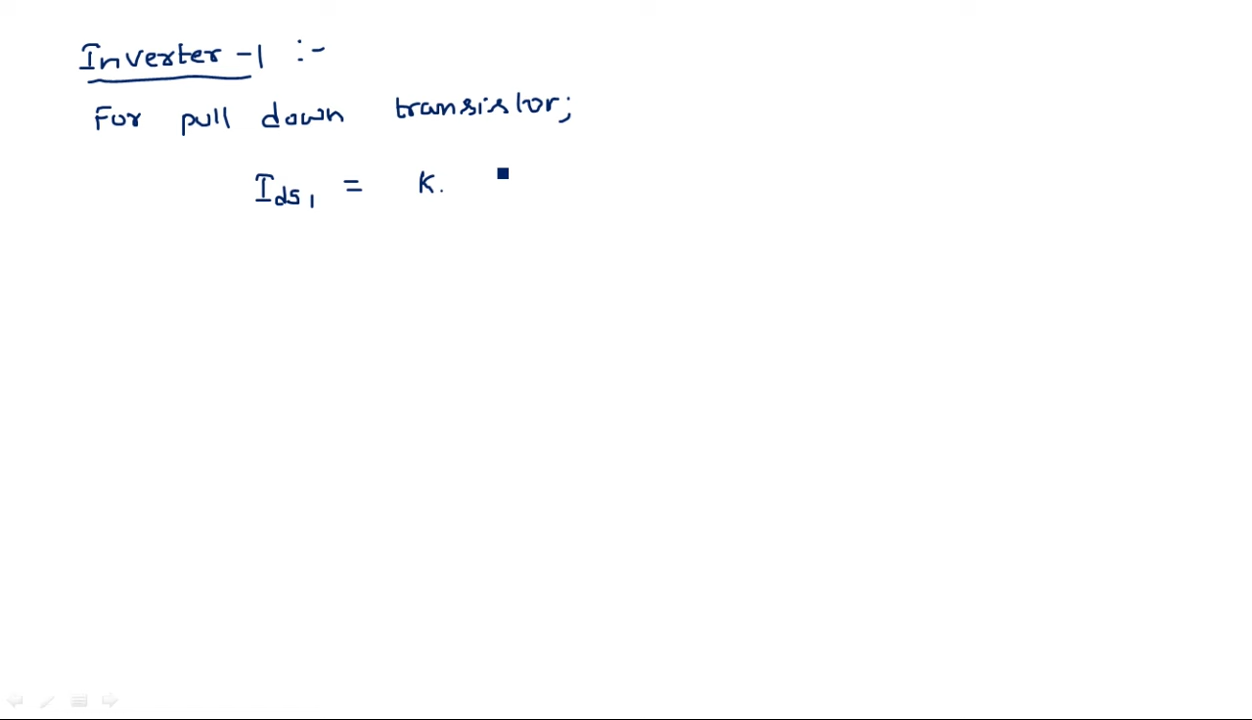 Inverter -1 :-
For pull down transistor;
Ids1 = K.